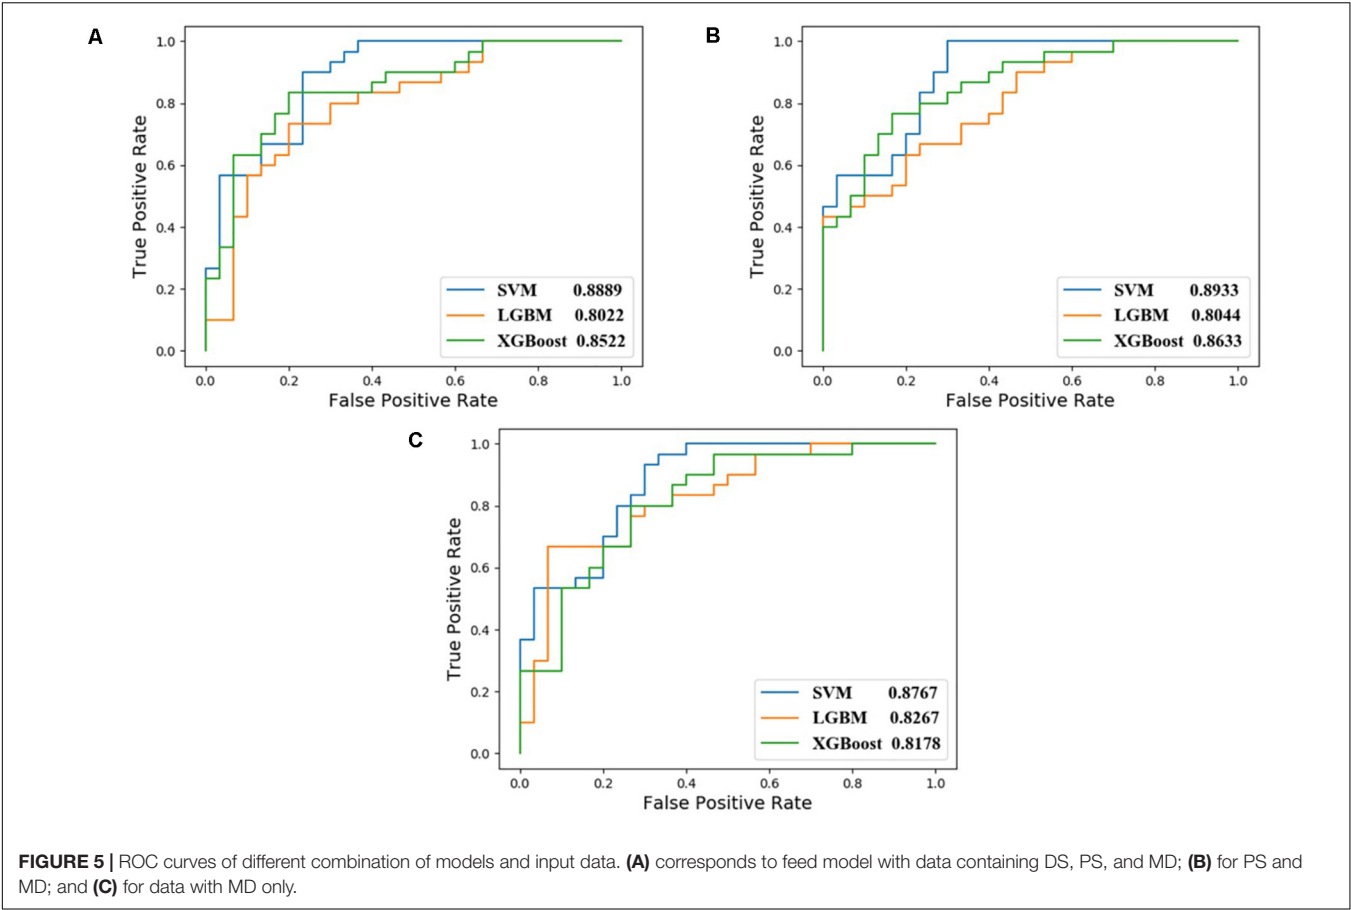 A
True Positive Rate
1.0
0.8
0.6
0.4
0.2
0.0
SVM 0.8889
LGBM 0.8022
XGBoost 0.8522
0.0 0.2 0.4 0.6 0.8 1.0
False Positive Rate
B
True Positive Rate
1.0
0.8
0.6
0.4
0.2
0.0
SVM 0.8933
LGBM 0.8044
XGBoost 0.8633
0.0 0.2 0.4 0.6 0.8 1.0
False Positive Rate
C
True Positive Rate
1.0
0.8
0.6
0.4
0.2
0.0
SVM 0.8767
LGBM 0.8267
XGBoost 0.8178
0.0 0.2 0.4 0.6 0.8 1.0
False Positive Rate
FIGURE 5 | ROC curves of different combination of models and input data. (A) corresponds to feed model with data containing DS, PS, and MD; (B) for PS and
MD; and (C) for data with MD only.